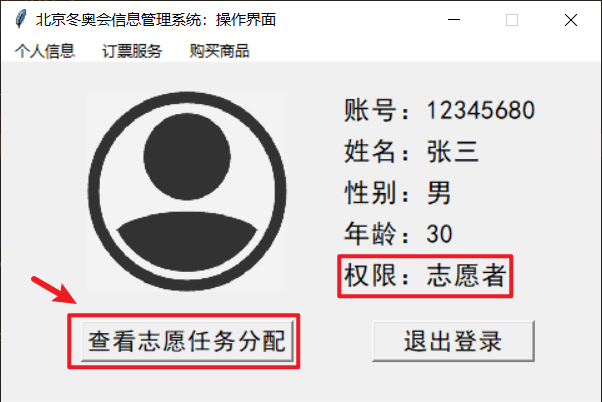 北京冬奥会信息管理系统：操作界面
个人信息 订票服务 购买商品
账号：12345680
姓名：张三
性别：男
年龄：30
权限：志愿者
查看志愿任务分配 退出登录